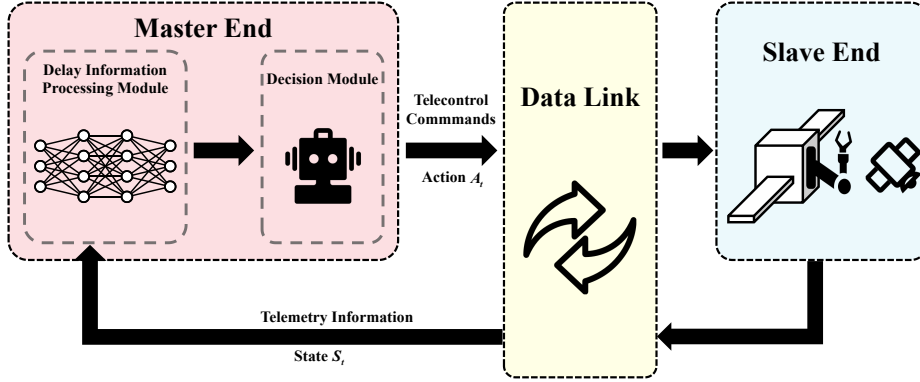 Master End
Delay Information
Processing Module
Decision Module
Telecontrol
Commmands
Action A_t
Data Link
Slave End
Telemetry Information
State S_t